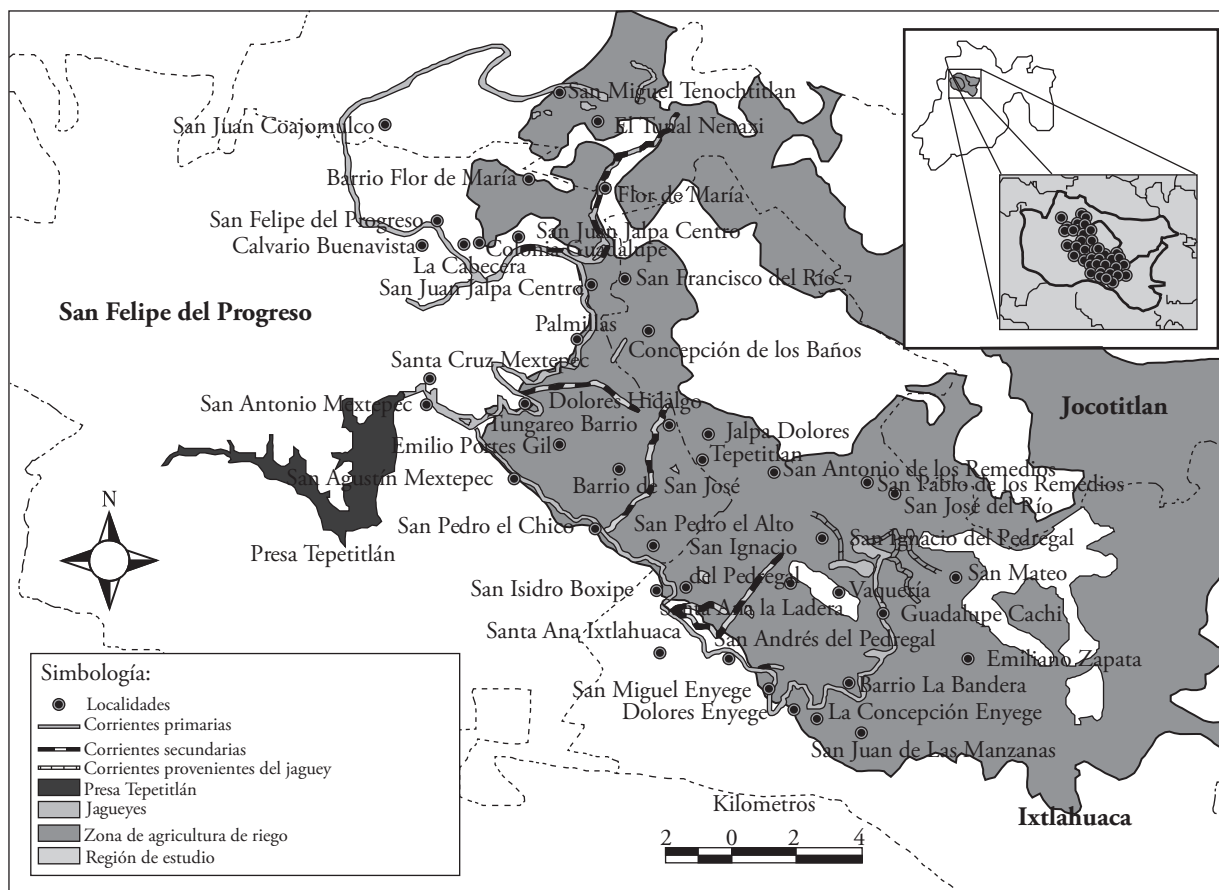 San Miguel Tenochtitlan
San Juan Coajomulco
El Tunal Nenaxi
Barrio Flor de María
Flor de María
San Felipe del Progreso
San Juan Jalpa Centro
Calvario Buenavista
Colonia Guadalupe
La Cabecera
San Juan Jalpa Centro
San Francisco del Río
San Felipe del Progreso
Palmillas
Concepción de los Baños
Santa Cruz Mextepec
San Antonio Mextepec
Dolores Hidalgo
Jocotitlan
Tungareo Barrio
Jalpa Dolores
Emilio Portes Gil
Tepetitlan
San Antonio de los Remedios
San Agustín Mextepec
Barrio de San José
San Pablo de los Remedios
San José del Río
San Pedro el Chico
San Pedro el Alto
San Ignacio del Pedregal
N
Presa Tepetitlán
San Ignacio
del Pedregal
San Mateo
San Isidro Boxipe
Vaquería
Santa Ana la Ladera
Guadalupe Cachi
Santa Ana Ixtlahuaca
San Andrés del Pedregal
Emiliano Zapata
San Miguel Enyege
Barrio La Bandera
Dolores Enyege
La Concepción Enyege
San Juan de Las Manzanas
Simbología:
Localidades
Corrientes primarias
Corrientes secundarias
Corrientes provenientes del jaguey
Presa Tepetitlán
Jagueyes
Zona de agricultura de riego
Región de estudio
Kilometros
2 0 2 4
Ixtlahuaca